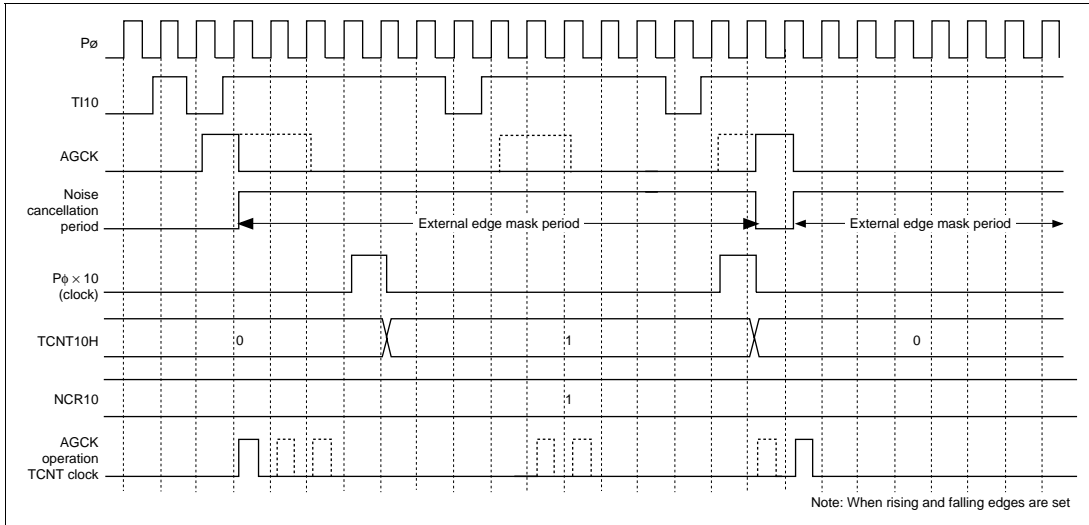 Pø
TI10
AGCK
Noise
cancellation
period
External edge mask period
External edge mask period
Pϕ × 10
(clock)
TCNT10H
0
1
0
NCR10
1
AGCK
operation
TCNT clock
Note: When rising and falling edges are set